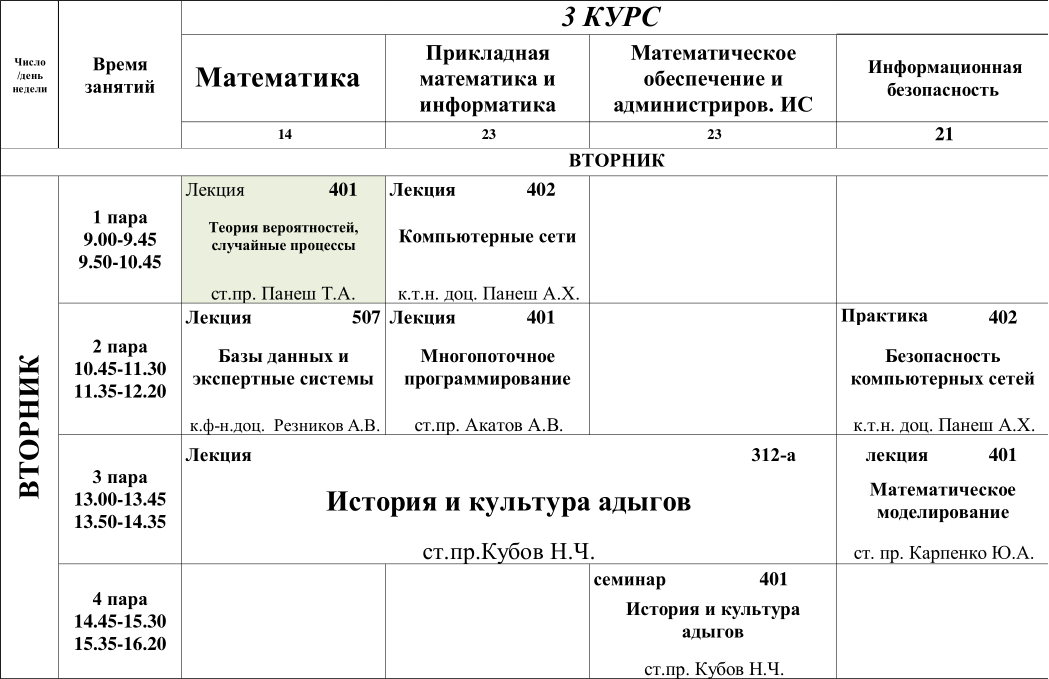 3 КУРС
Число
/день
недели
Время
занятий
Математика
Прикладная
математика и
информатика
Математическое
обеспечение и
администриров. ИС
Информационная
безопасность
14
23
23
21
ВТОРНИК
ВТОРНИК
1 пара
9.00-9.45
9.50-10.45
Лекция 401
Теория вероятностей,
случайные процессы
ст.пр. Панеш Т.А.
Лекция 402
Компьютерные сети
к.т.н. доц. Панеш А.Х.
2 пара
10.45-11.30
11.35-12.20
Лекция 507
Базы данных и
экспертные системы
к.ф-н.доц. Резников А.В.
Лекция 401
Многопоточное
программирование
ст.пр. Акатов А.В.
Практика 402
Безопасность
компьютерных сетей
к.т.н. доц. Панеш А.Х.
3 пара
13.00-13.45
13.50-14.35
Лекция 312-а
История и культура адыгов
ст.пр.Кубов Н.Ч.
лекция 401
Математическое
моделирование
ст. пр. Карпенко Ю.А.
4 пара
14.45-15.30
15.35-16.20
семинар 401
История и культура
адыгов
ст.пр. Кубов Н.Ч.